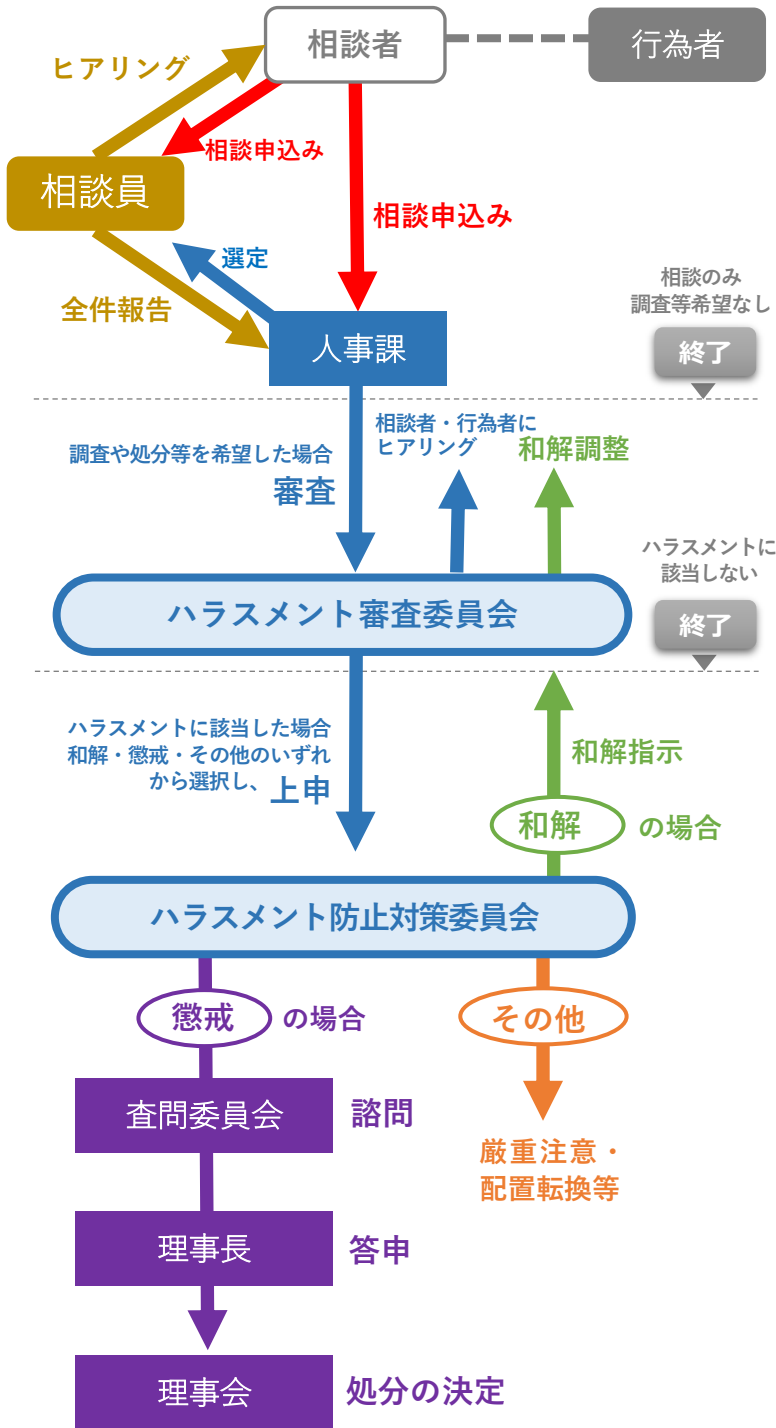 相談者
行為者
ヒアリング
相談申込み
相談員
相談申込み
選定
全件報告
人事課
相談のみ
調査等希望なし
終了
相談者・行為者に
ヒアリング
和解調整
調査や処分等を希望した場合
審査
ハラスメントに
該当しない
終了
ハラスメント審査委員会
ハラスメントに該当した場合
和解・懲戒・その他のいずれ
から選択し、上申
和解指示
和解 の場合
ハラスメント防止対策委員会
懲戒 の場合
その他
査問委員会 諮問
厳重注意・
配置転換等
理事長 答申
理事会 処分の決定